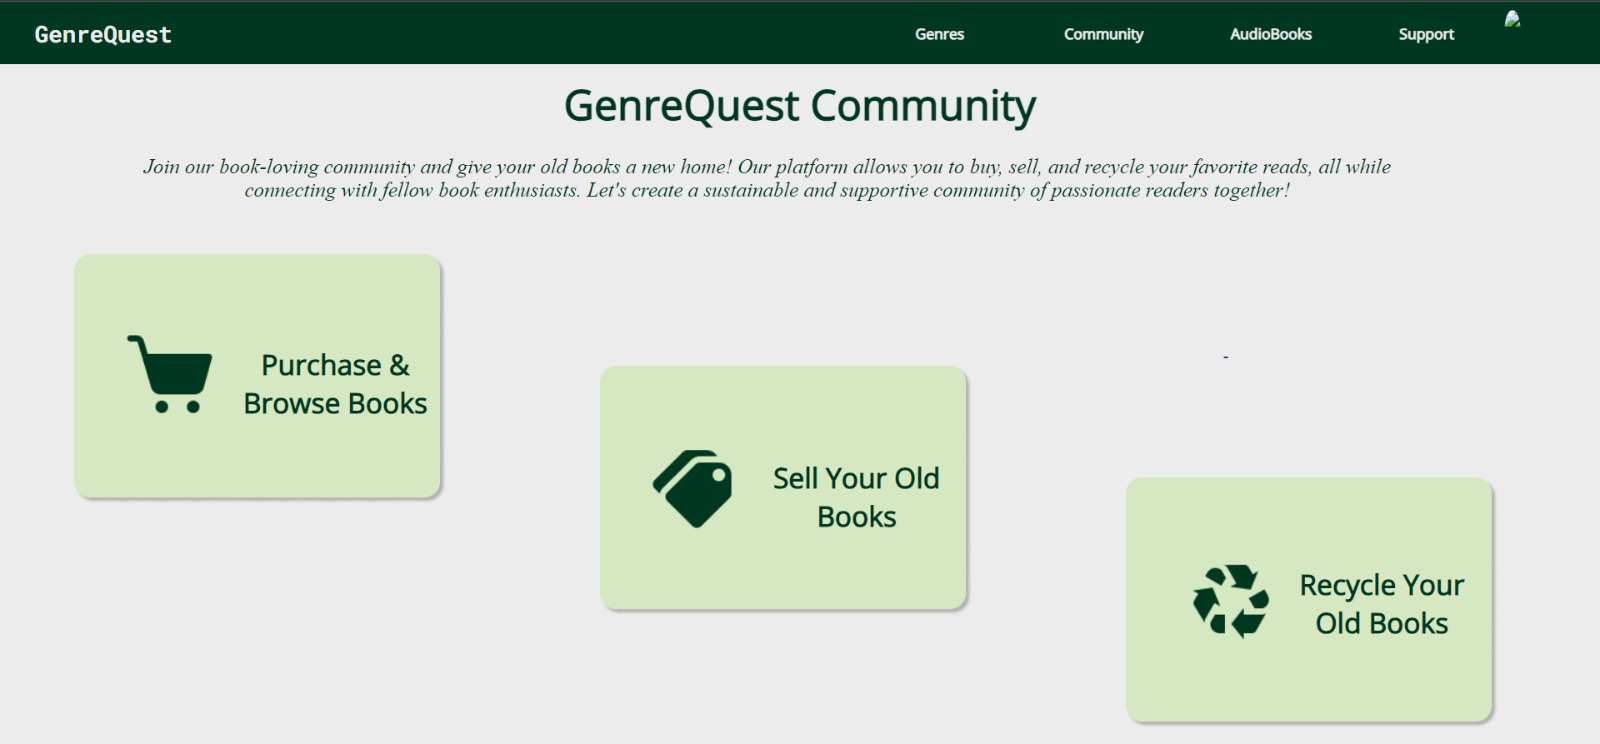 GenreQuest
Genres
Community
AudioBooks
Support
GenreQuest Community
Join our book-loving community and give your old books a new home! Our platform allows you to buy, sell, and recycle your favorite reads, all while
connecting with fellow book enthusiasts. Let's create a sustainable and supportive community of passionate readers together!
Purchase &
Browse Books
Sell Your Old
Books
Recycle Your
Old Books